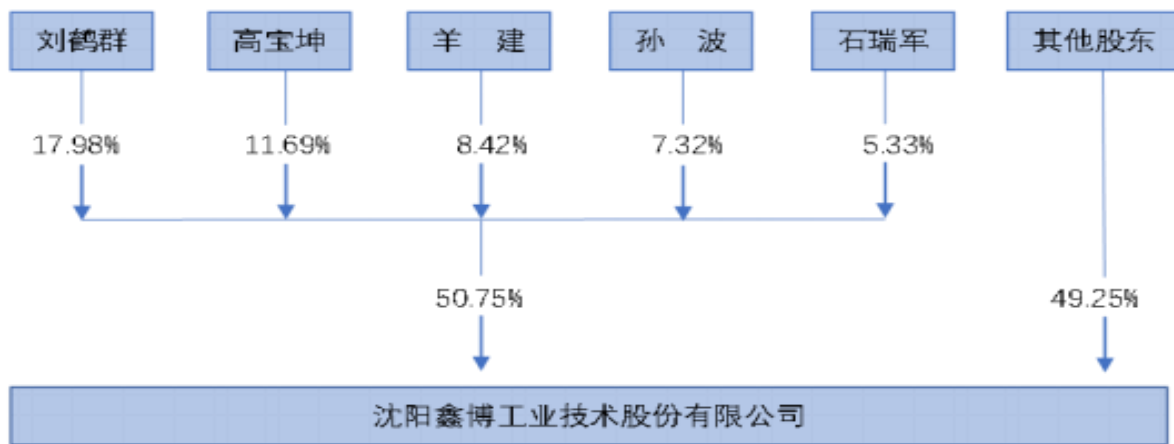 刘鹤群 高宝坤 羊 建 孙 波 石瑞军 其他股东
17.98% 11.69% 8.42% 7.32% 5.33%
50.75% 49.25%
沈阳鑫博工业技术股份有限公司